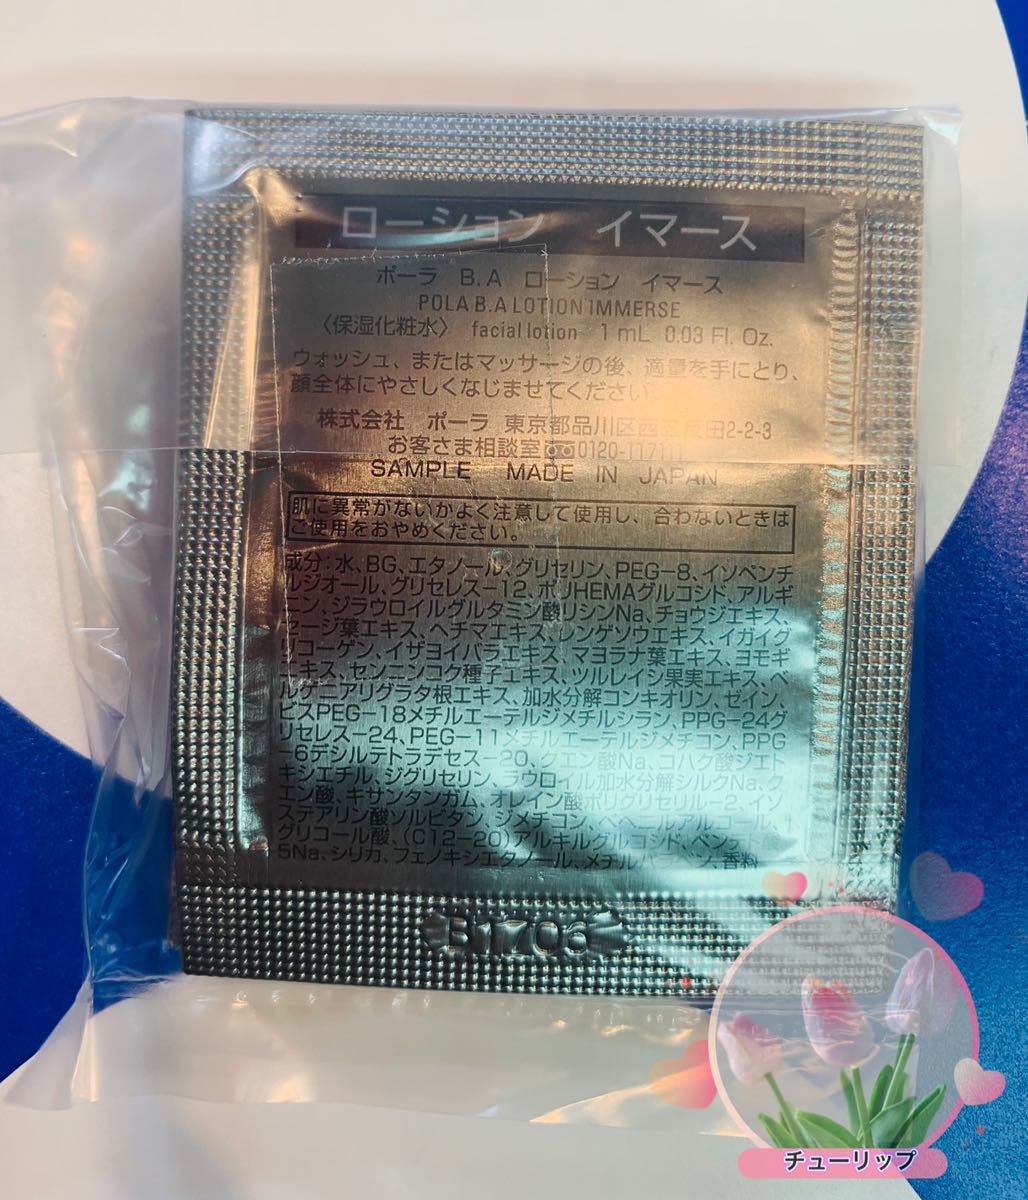 ローション イマース
ポーラ B.A ローション イマース
POLA B.A LOTION IMMERSE
〈保湿化粧水〉 facial lotion 1 mL 0.03 Fl. Oz.
ウォッシュ、またはマッサージの後、適量を手にとり、
顔全体にやさしくなじませてください
株式会社 ポーラ 東京都品川区西五反田2-2-3
お客さま相談室 0120-117111
SAMPLE MADE IN JAPAN
肌に異常がないかよく注意して使用し、合わないときは
ご使用をおやめください。
成分:水、BG、エタノール、グリセリン、PEG-8、イソペンチ
ルジオール、グリセレス-12、ポリHEMAグルコシド、アルギ
ニン、ジラウロイルグルタミン酸リシンNa、チョウジエキス、
セージ葉エキス、ヘチマエキス、レンゲソウエキス、イガイグ
リコーゲン、イザヨイバラエキス、マヨラナ葉エキス、ヨモギ
エキス、センニンコク種子エキス、ツルレイシ果実エキス、ベ
ルゲニアリグラタ根エキス、加水分解コンキオリン、ゼイン、
ビスPEG-18メチルエーテルジメチルシラン、PPG-24グ
リセレス-24、PEG-11メチルエーテルジメチコン、PPG
-6デシルテトラデセス-20、クエン酸Na、コハク酸ジエト
キシエチル、ジグリセリン、ラウロイル加水分解シルクNa、ク
エン酸、キサンタンガム、オレイン酸ポリグリセリル-2、イソ
ステアリン酸ソルビタン、ジメチコン、ベヘニルアルコール、
グリコール酸、(C12-20)アルキルグルコシド、ペンテト酸
5Na、シリカ、フェノキシエタノール、メチルパラベン、香料
B1706
チューリップ